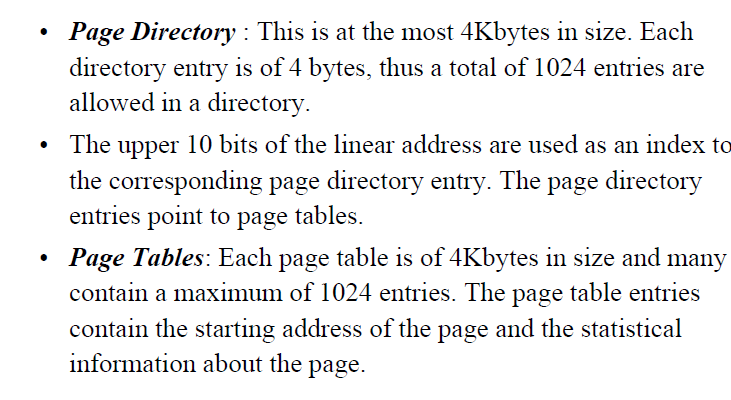 • Page Directory : This is at the most 4Kbytes in size. Each
directory entry is of 4 bytes, thus a total of 1024 entries are
allowed in a directory.
• The upper 10 bits of the linear address are used as an index to
the corresponding page directory entry. The page directory
entries point to page tables.
• Page Tables: Each page table is of 4Kbytes in size and many
contain a maximum of 1024 entries. The page table entries
contain the starting address of the page and the statistical
information about the page.